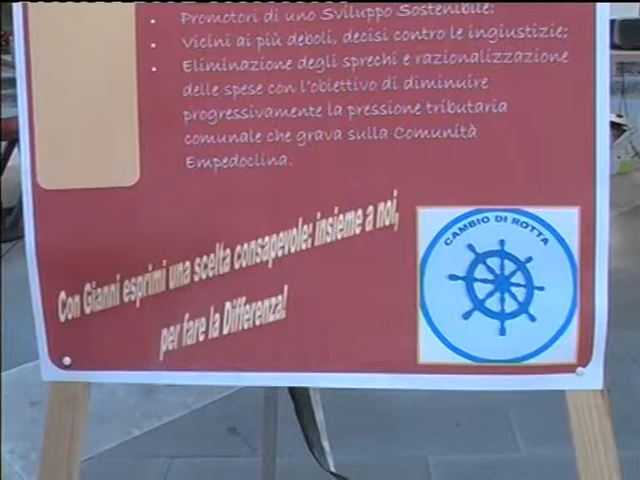 • Promotori di uno Sviluppo Sostenibile;
• Vicini ai più deboli, decisi contro le ingiustizie;
• Eliminazione degli sprechi e razionalizzazione
delle spese con l'obiettivo di diminuire
progressivamente la pressione tributaria
comunale che grava sulla Comunità
Empedoclina.
Con Gianni esprimi una scelta consapevole: insieme a noi,
per fare la Differenza!
CAMBIO DI ROTTA